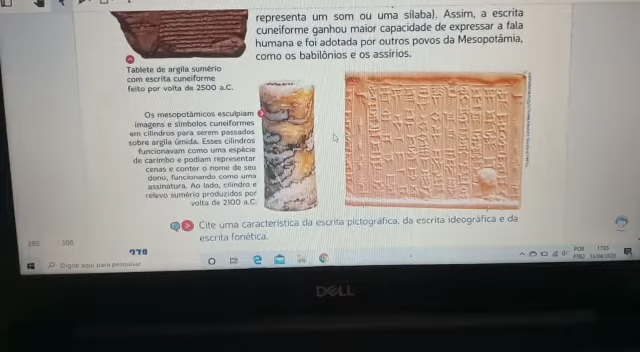 representa um som ou uma sílaba). Assim, a escrita
cuneiforme ganhou maior capacidade de expressar a fala
humana e foi adotada por outros povos da Mesopotâmia,
como os babilônios e os assírios.
Tablete de argila sumério
com escrita cuneiforme
feito por volta de 2500 a.C.
Os mesopotâmicos esculpiam
imagens e símbolos cuneiformes
em cilindros para serem passados
sobre argila úmida. Esses cilindros
funcionavam como uma espécie
de carimbo e podiam representar
cenas e conter o nome de seu
dono, funcionando como uma
assinatura. Ao lado, cilindro e
relevo sumério produzidos por
volta de 2100 a.C.
Cite uma característica da escrita pictográfica, da escrita ideográfica e da
escrita fonética.
Digite aqui para pesquisar
POR
DELL